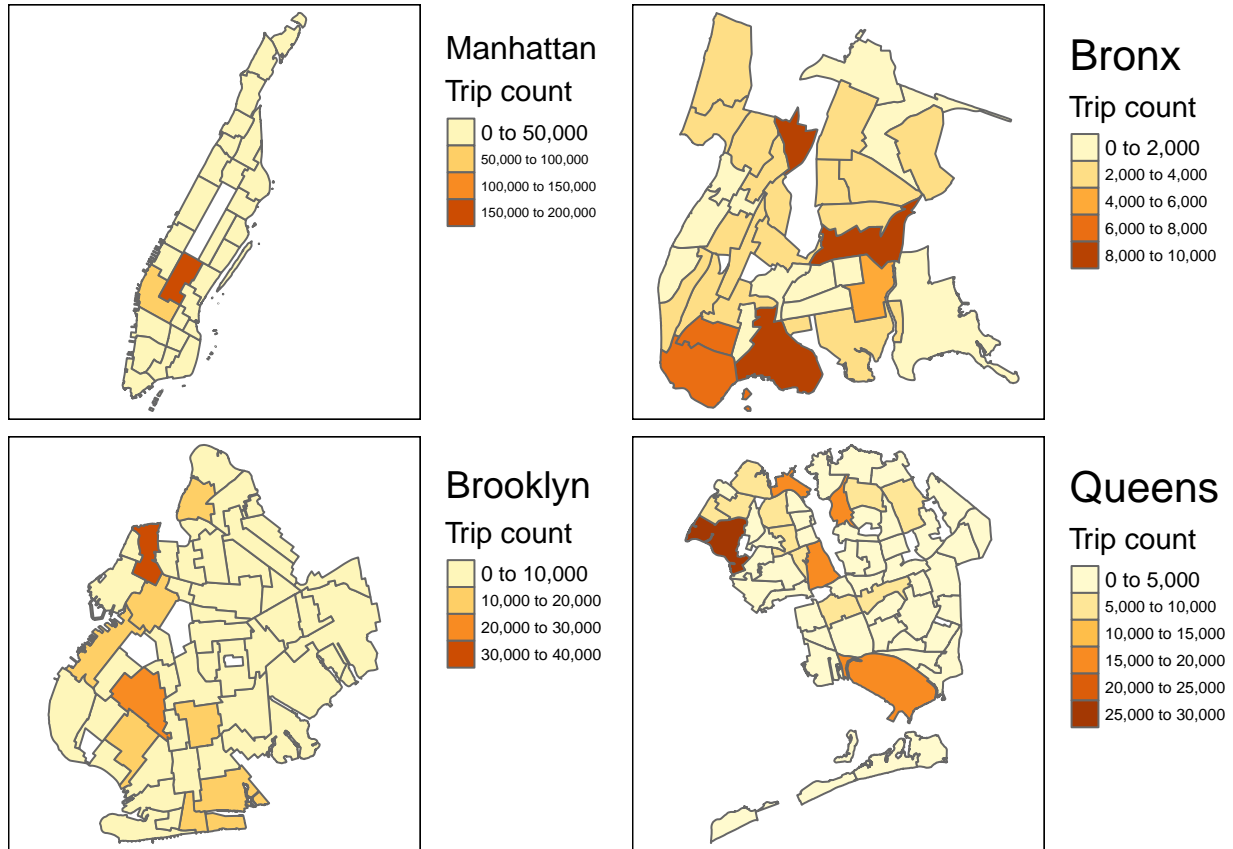 Manhattan
Trip count
0 to 50,000
50,000 to 100,000
100,000 to 150,000
150,000 to 200,000
Bronx
Trip count
0 to 2,000
2,000 to 4,000
4,000 to 6,000
6,000 to 8,000
8,000 to 10,000
Brooklyn
Trip count
0 to 10,000
10,000 to 20,000
20,000 to 30,000
30,000 to 40,000
Queens
Trip count
0 to 5,000
5,000 to 10,000
10,000 to 15,000
15,000 to 20,000
20,000 to 25,000
25,000 to 30,000